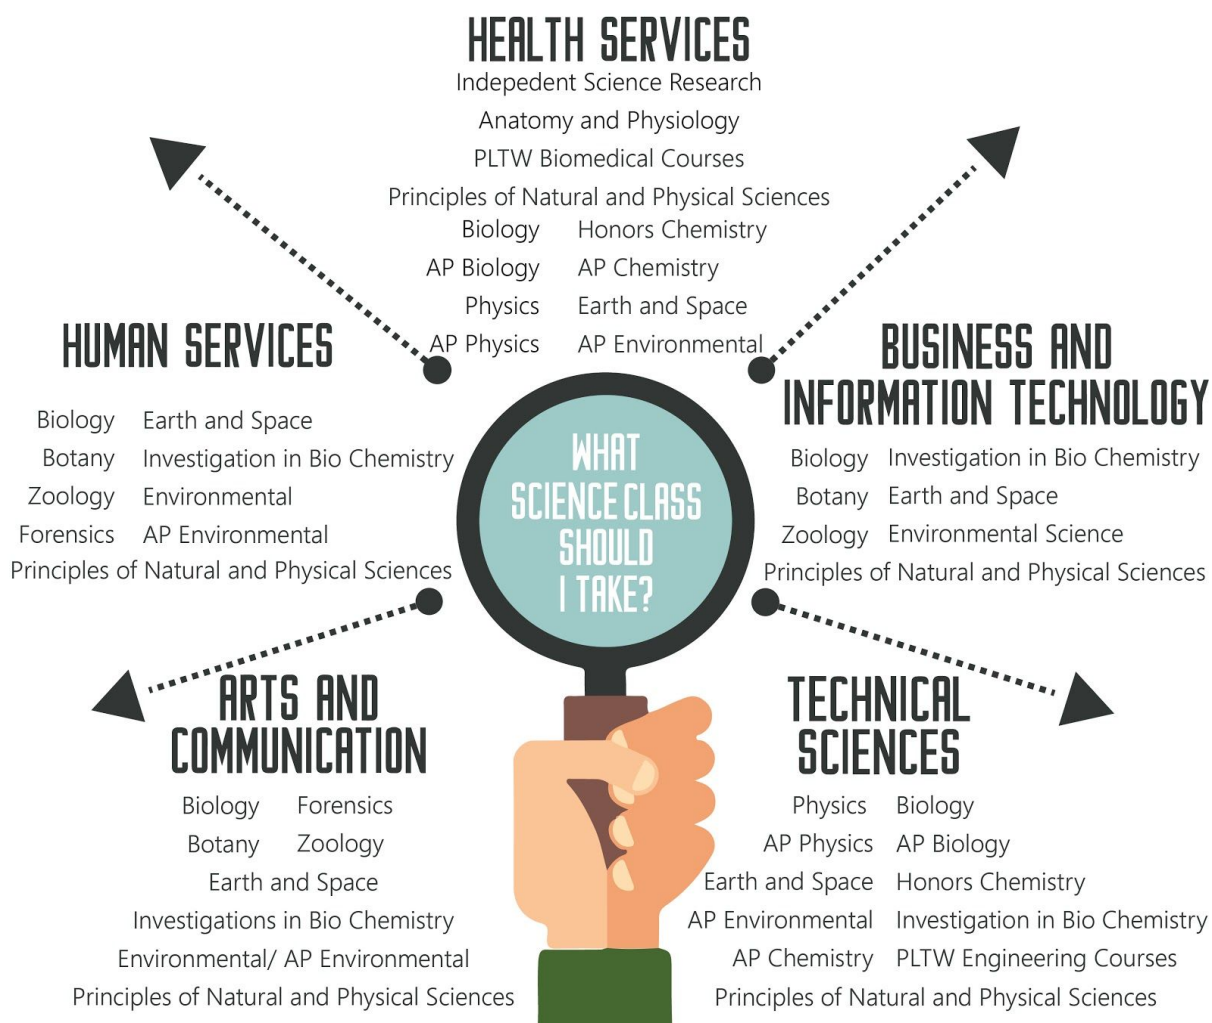 HEALTH SERVICES
Indepedent Science Research
Anatomy and Physiology
PLTW Biomedical Courses
Principles of Natural and Physical Sciences
Biology Honors Chemistry
AP Biology AP Chemistry
Physics Earth and Space
AP Physics AP Environmental
HUMAN SERVICES
Biology Earth and Space
Botany Investigation in Bio Chemistry
Zoology Environmental
Forensics AP Environmental
Principles of Natural and Physical Sciences
WHAT
SCIENCE CLASS
SHOULD
I TAKE?
BUSINESS AND
INFORMATION TECHNOLOGY
Biology Investigation in Bio Chemistry
Botany Earth and Space
Zoology Environmental Science
Principles of Natural and Physical Sciences
ARTS AND
COMMUNICATION
Biology Forensics
Botany Zoology
Earth and Space
Investigations in Bio Chemistry
Environmental/ AP Environmental
Principles of Natural and Physical Sciences
TECHNICAL
SCIENCES
Physics Biology
AP Physics AP Biology
Earth and Space Honors Chemistry
AP Environmental Investigation in Bio Chemistry
AP Chemistry PLTW Engineering Courses
Principles of Natural and Physical Sciences